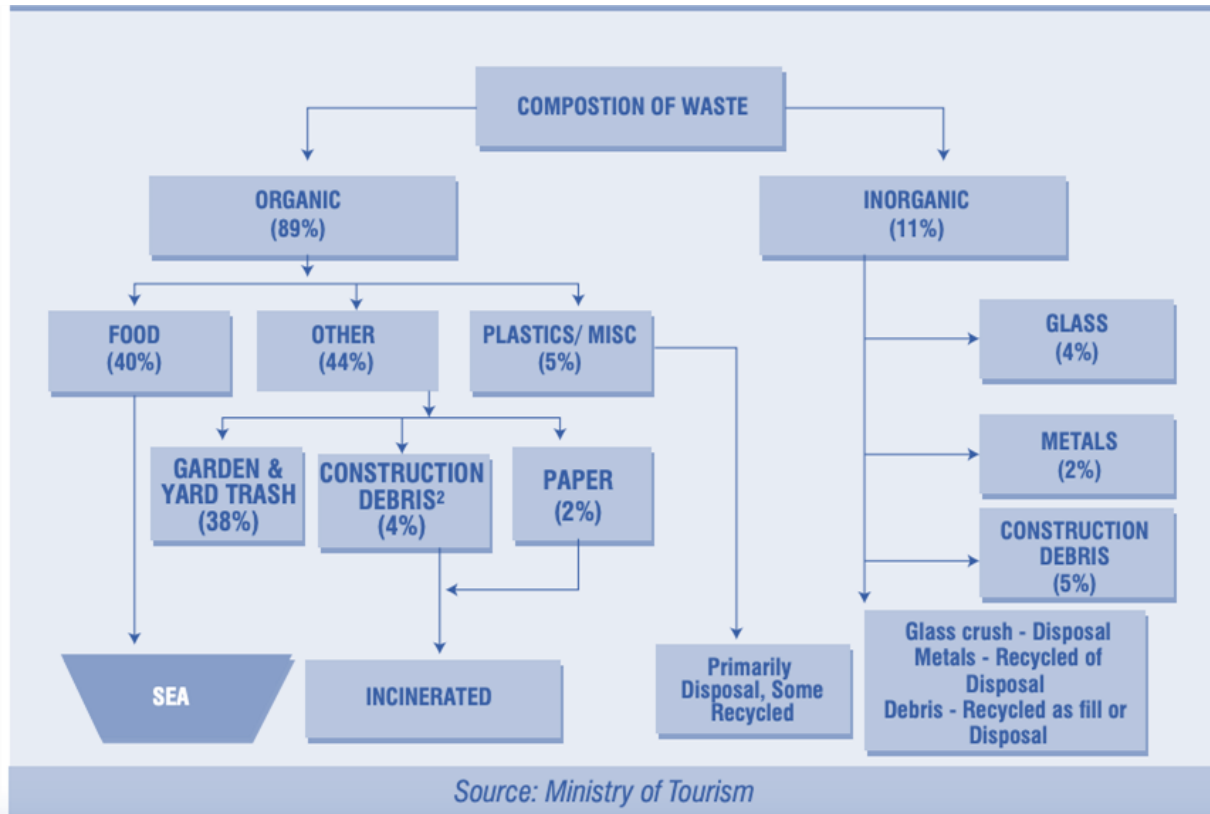 COMPOSTION OF WASTE
ORGANIC
(89%)
INORGANIC
(11%)
FOOD
(40%)
OTHER
(44%)
PLASTICS/ MISC
(5%)
GLASS
(4%)
GARDEN &
YARD TRASH
(38%)
CONSTRUCTION
DEBRIS²
(4%)
PAPER
(2%)
METALS
(2%)
CONSTRUCTION
DEBRIS
(5%)
SEA
INCINERATED
Primarily
Disposal, Some
Recycled
Glass crush - Disposal
Metals - Recycled of
Disposal
Debris - Recycled as fill or
Disposal
Source: Ministry of Tourism